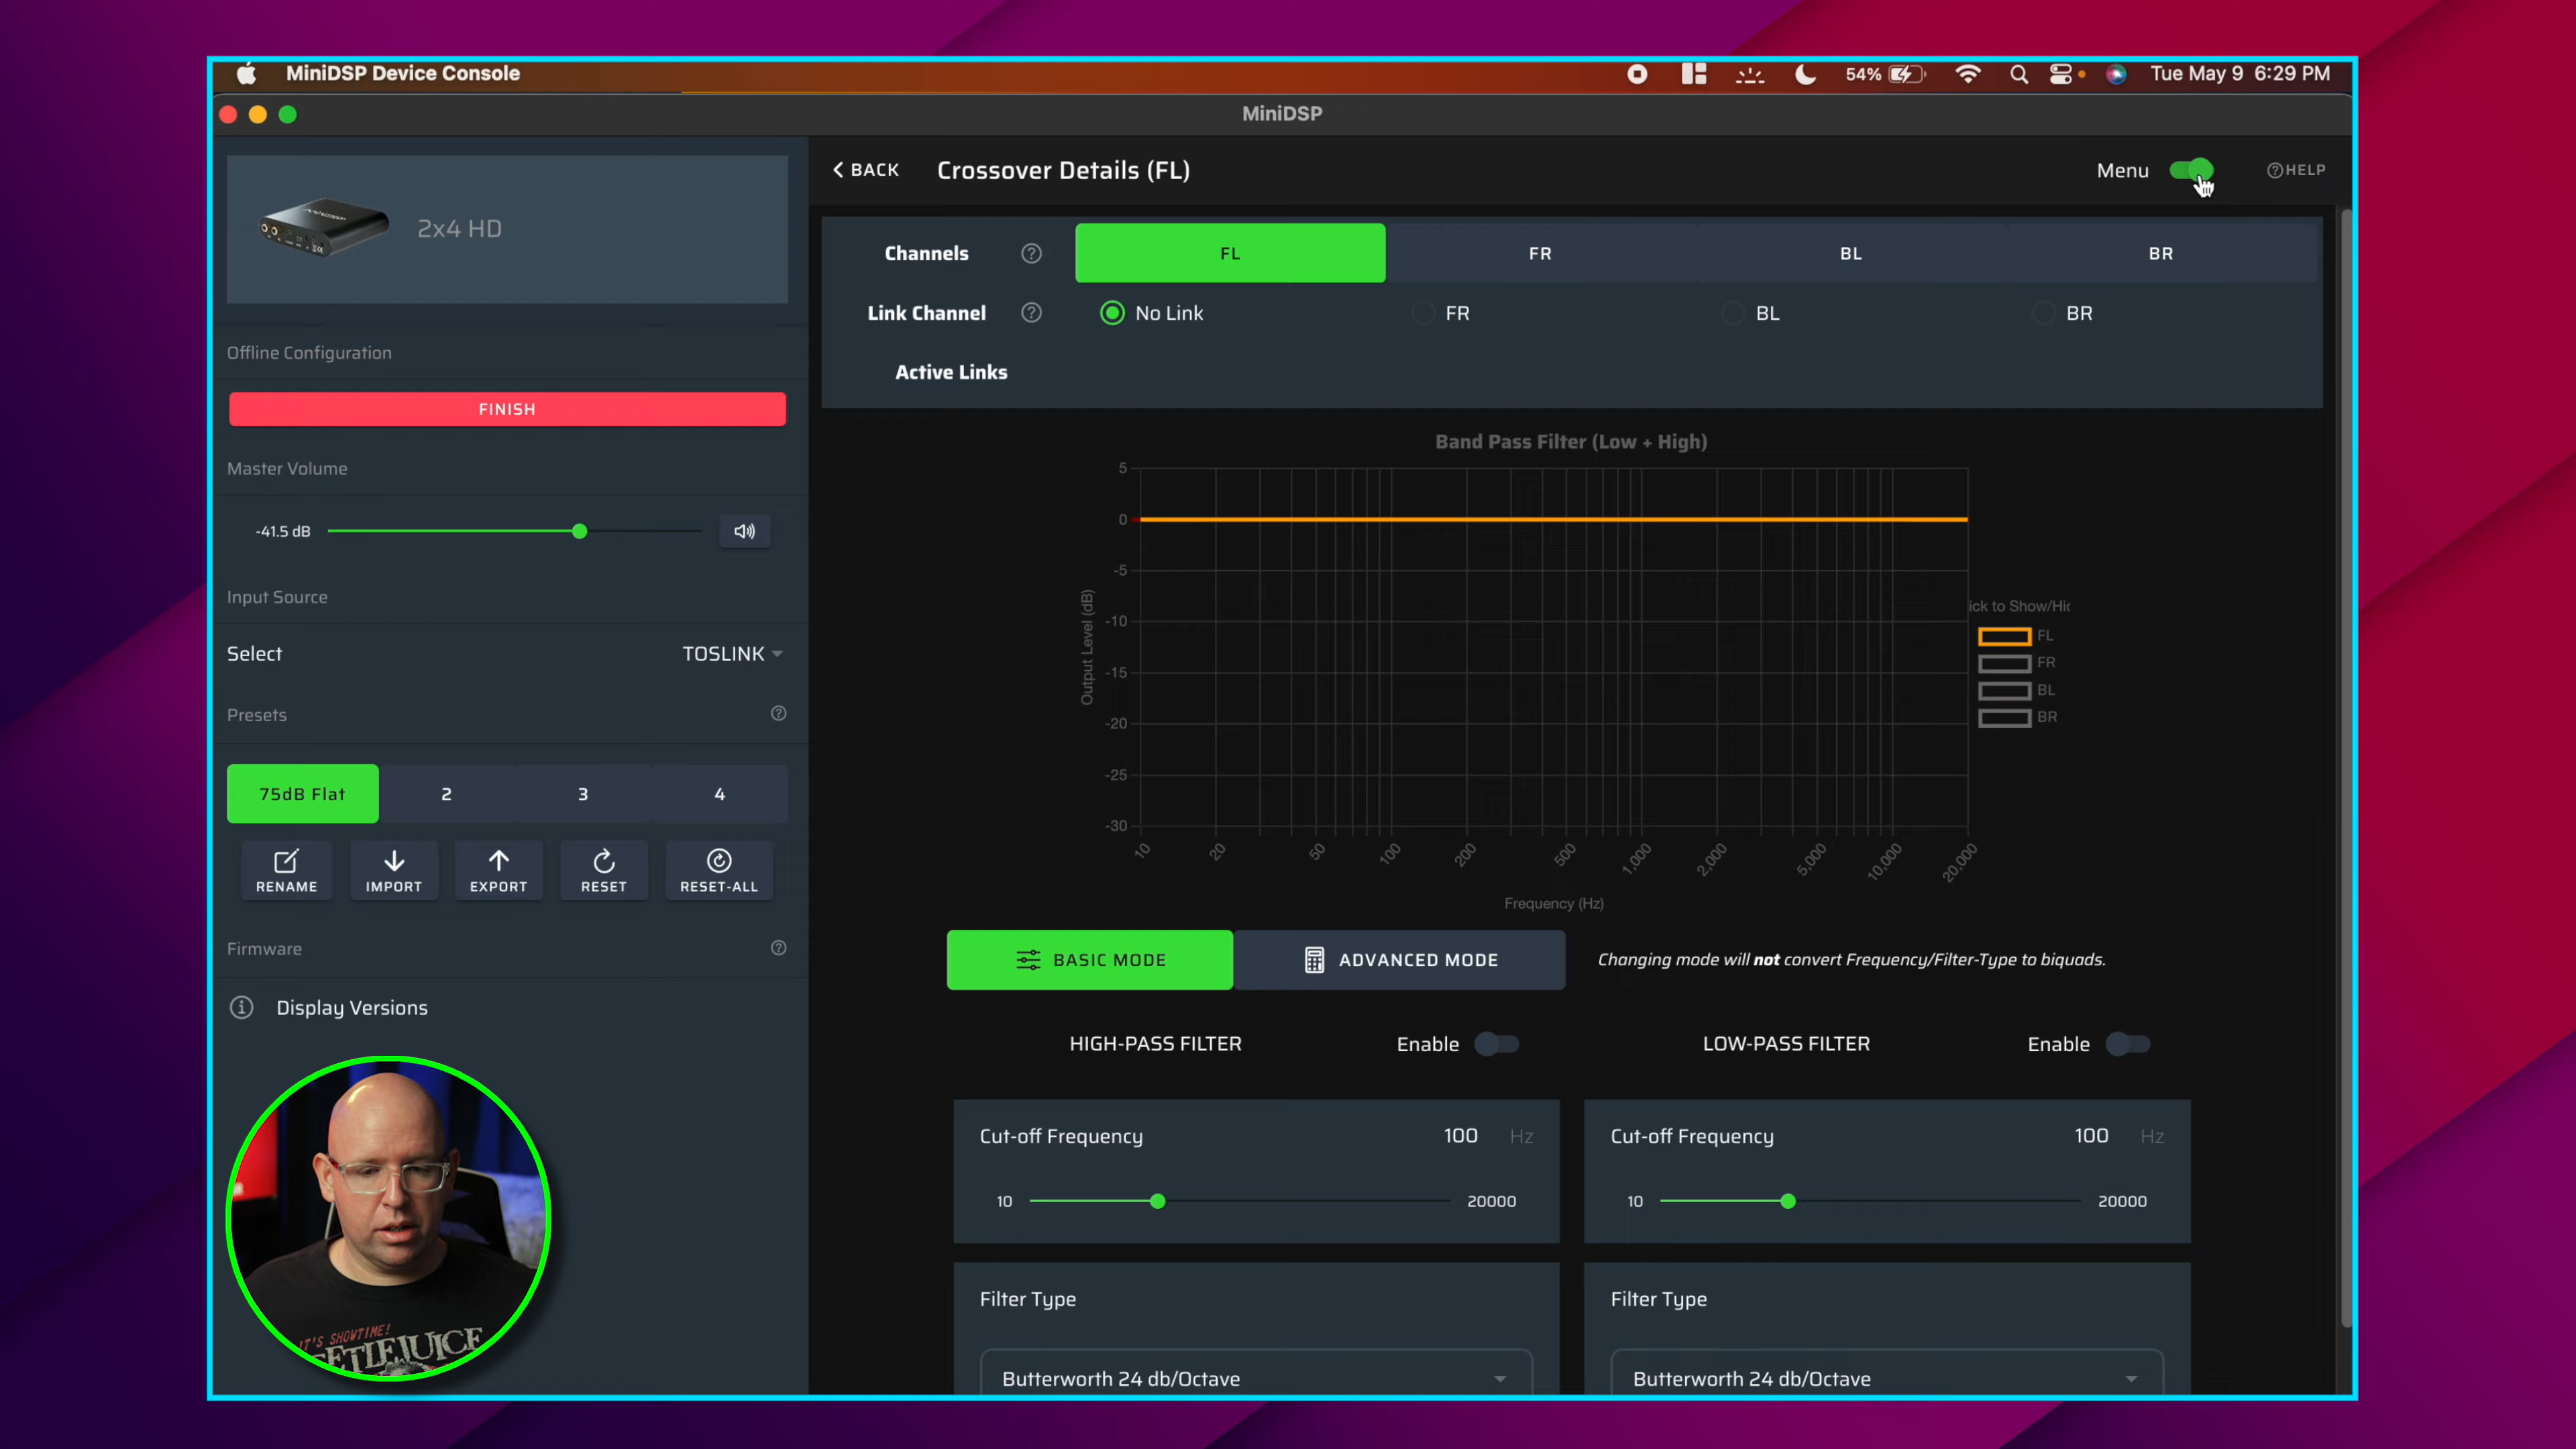 MiniDSP Device Console
54%
Tue May 9 6:29 PM
MiniDSP
2x4 HD
BACK
Crossover Details (FL)
Menu
HELP
Channels
FL
FR
BL
BR
Link Channel
No Link
FR
BL
BR
Active Links
Offline Configuration
FINISH
Master Volume
-41.5 dB
Input Source
Select
TOSLINK
Presets
75dB Flat
2
3
4
RENAME
IMPORT
EXPORT
RESET
RESET-ALL
Firmware
Display Versions
Band Pass Filter (Low + High)
Output Level (dB)
5
0
-5
-10
-15
-20
-25
-30
10
20
50
100
200
500
1,000
2,000
5,000
10,000
20,000
Frequency (Hz)
ick to Show/Hi
FL
FR
BL
BR
BASIC MODE
ADVANCED MODE
Changing mode will not convert Frequency/Filter-Type to biquads.
HIGH-PASS FILTER
Enable
LOW-PASS FILTER
Enable
Cut-off Frequency
100
Hz
10
20000
Cut-off Frequency
100
Hz
10
20000
Filter Type
Butterworth 24 db/Octave
Filter Type
Butterworth 24 db/Octave
IT'S SHOWTIME!
EETLEJUICE